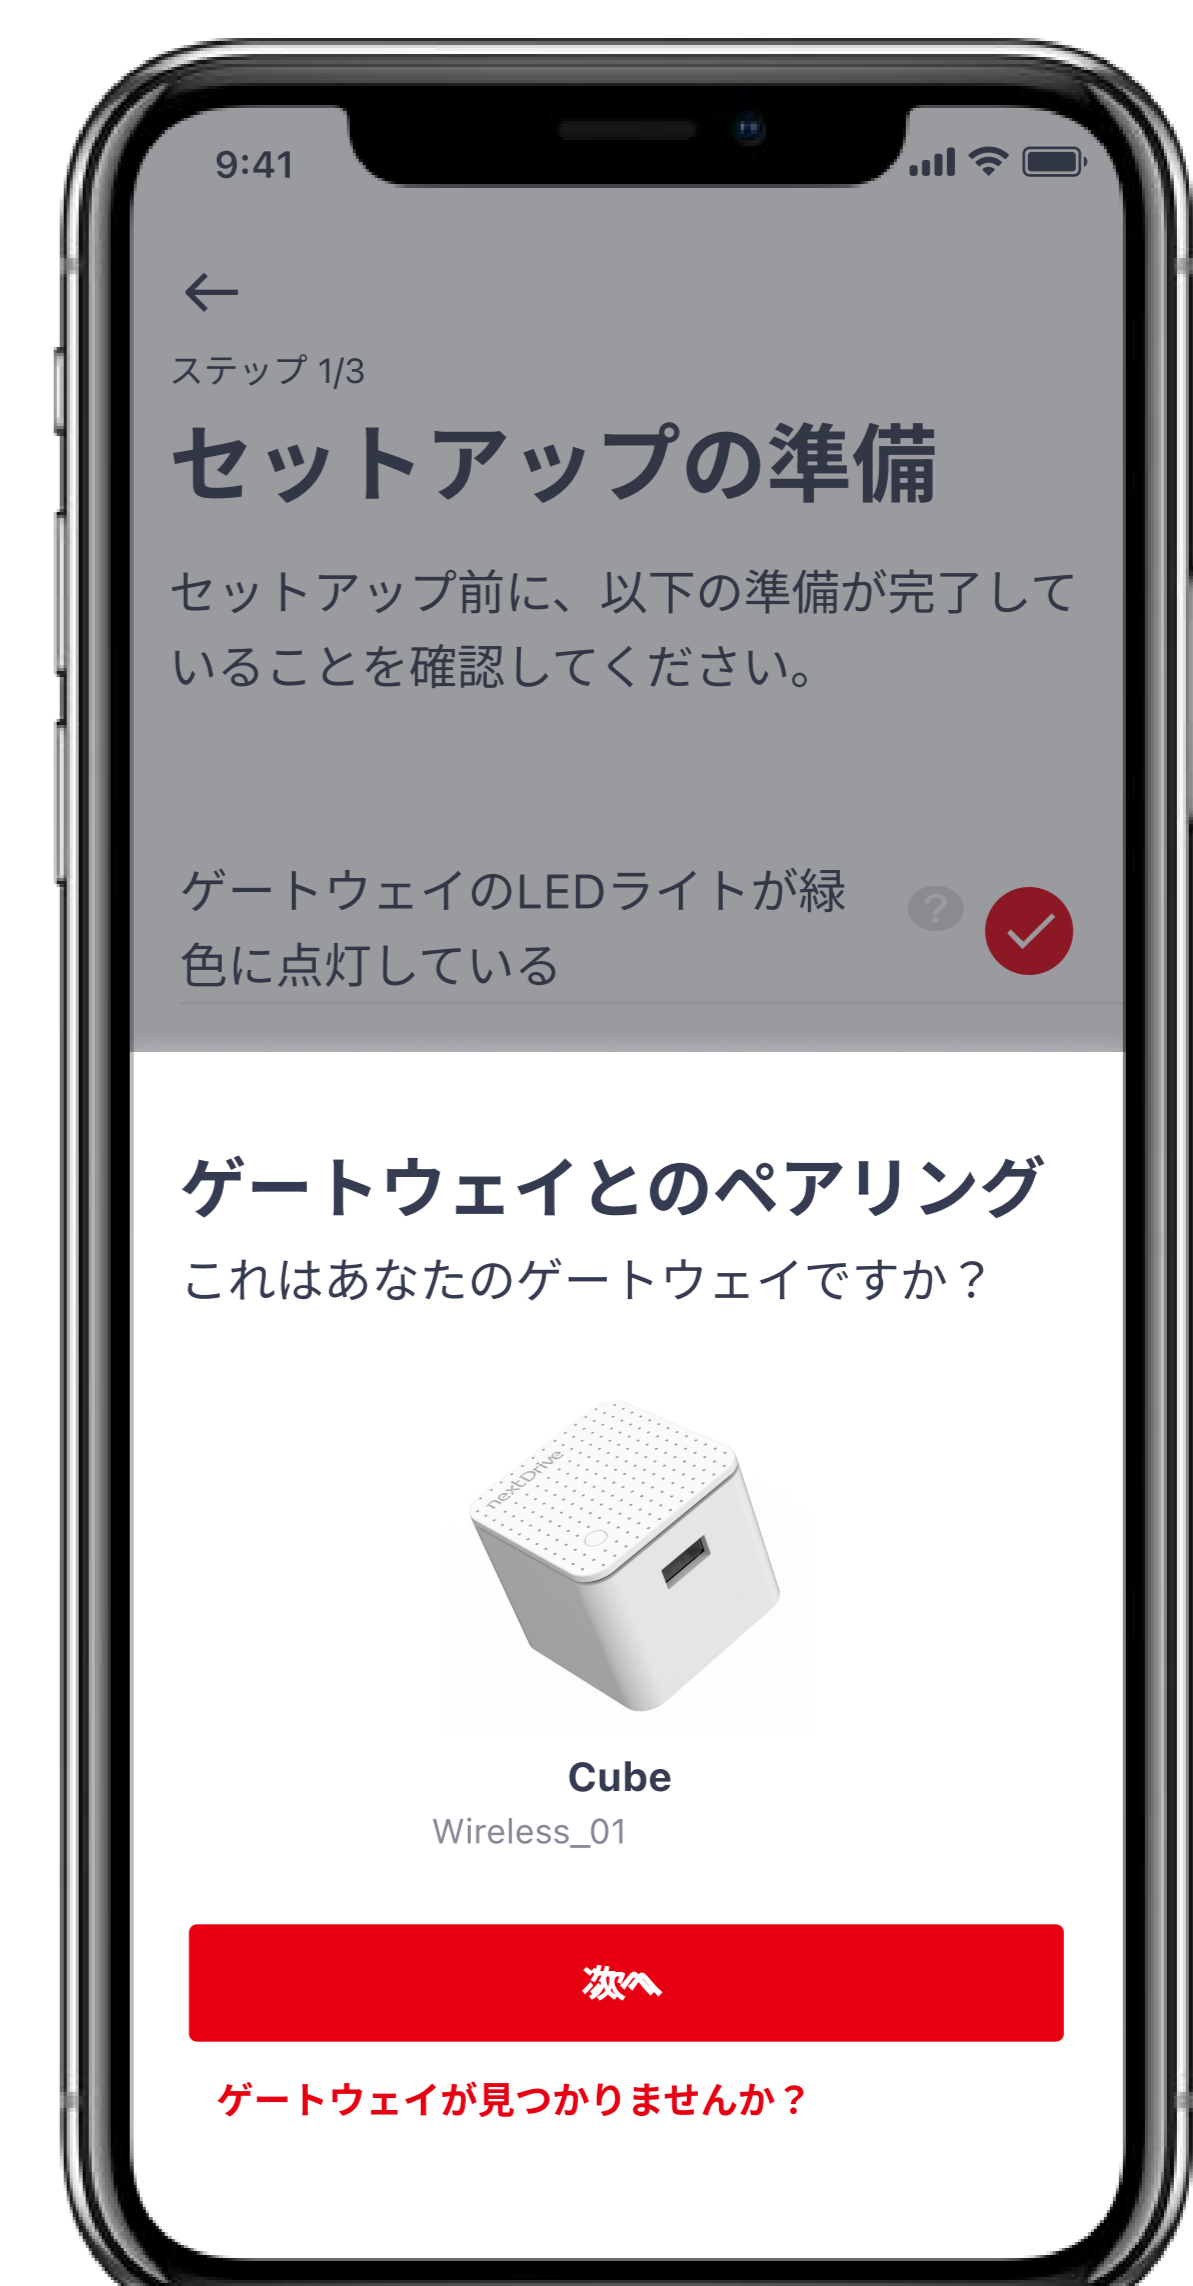 9:41
ステップ 1/3
セットアップの準備
セットアップ前に、以下の準備が完了して
いることを確認してください。
ゲートウェイのLEDライトが緑
色に点灯している
?
ゲートウェイとのペアリング
これはあなたのゲートウェイですか？
nextDrive
Cube
Wireless_01
次へ
ゲートウェイが見つかりませんか？